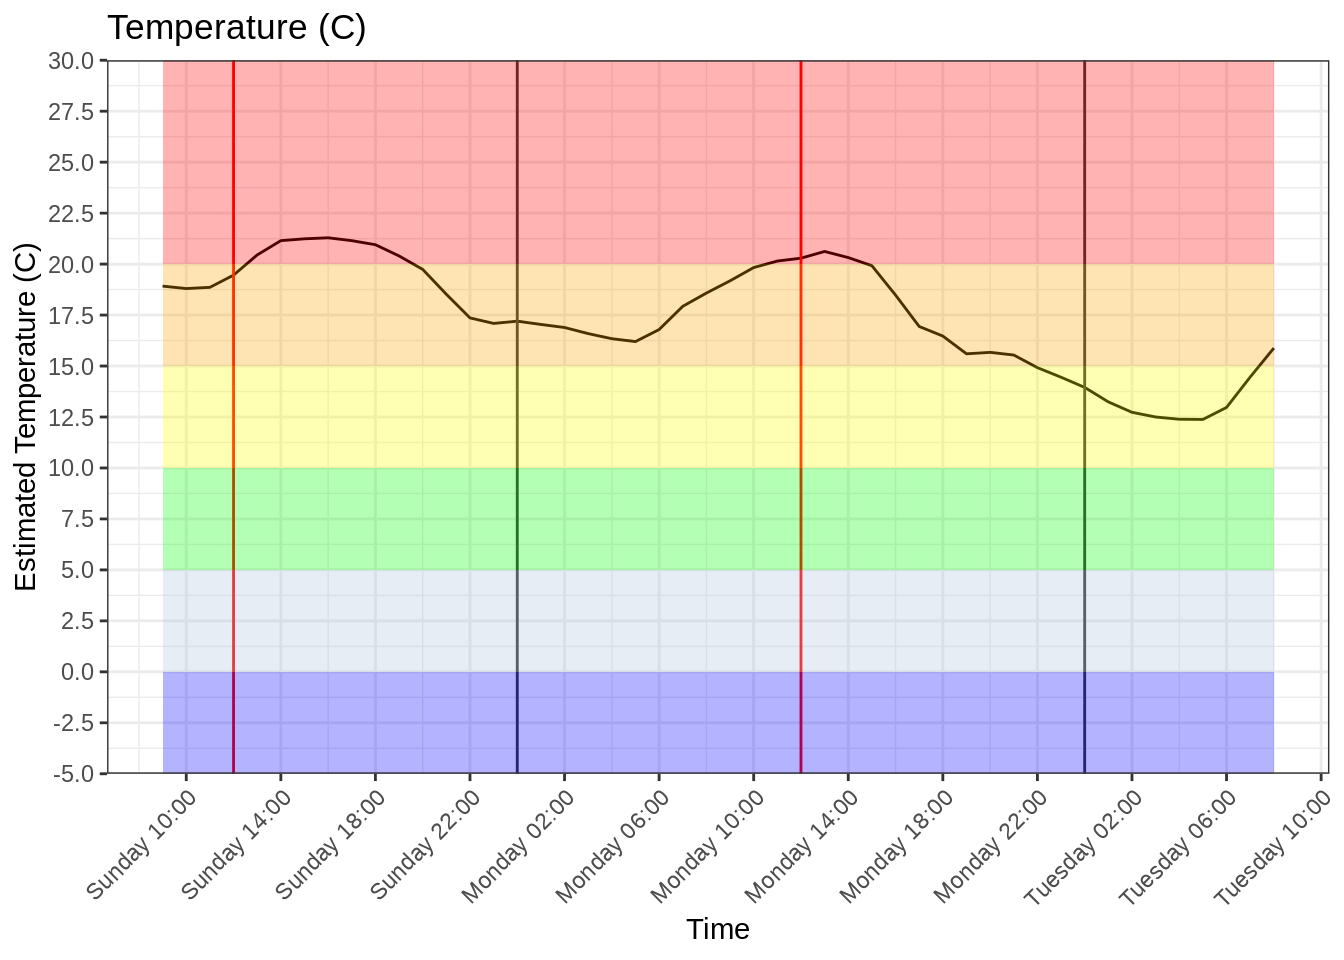 Temperature (C)
Estimated Temperature (C)
30.0
27.5
25.0
22.5
20.0
17.5
15.0
12.5
10.0
7.5
5.0
2.5
0.0
-2.5
-5.0
Sunday 10:00
Sunday 14:00
Sunday 18:00
Sunday 22:00
Monday 02:00
Monday 06:00
Monday 10:00
Monday 14:00
Monday 18:00
Monday 22:00
Tuesday 02:00
Tuesday 06:00
Tuesday 10:00
Time